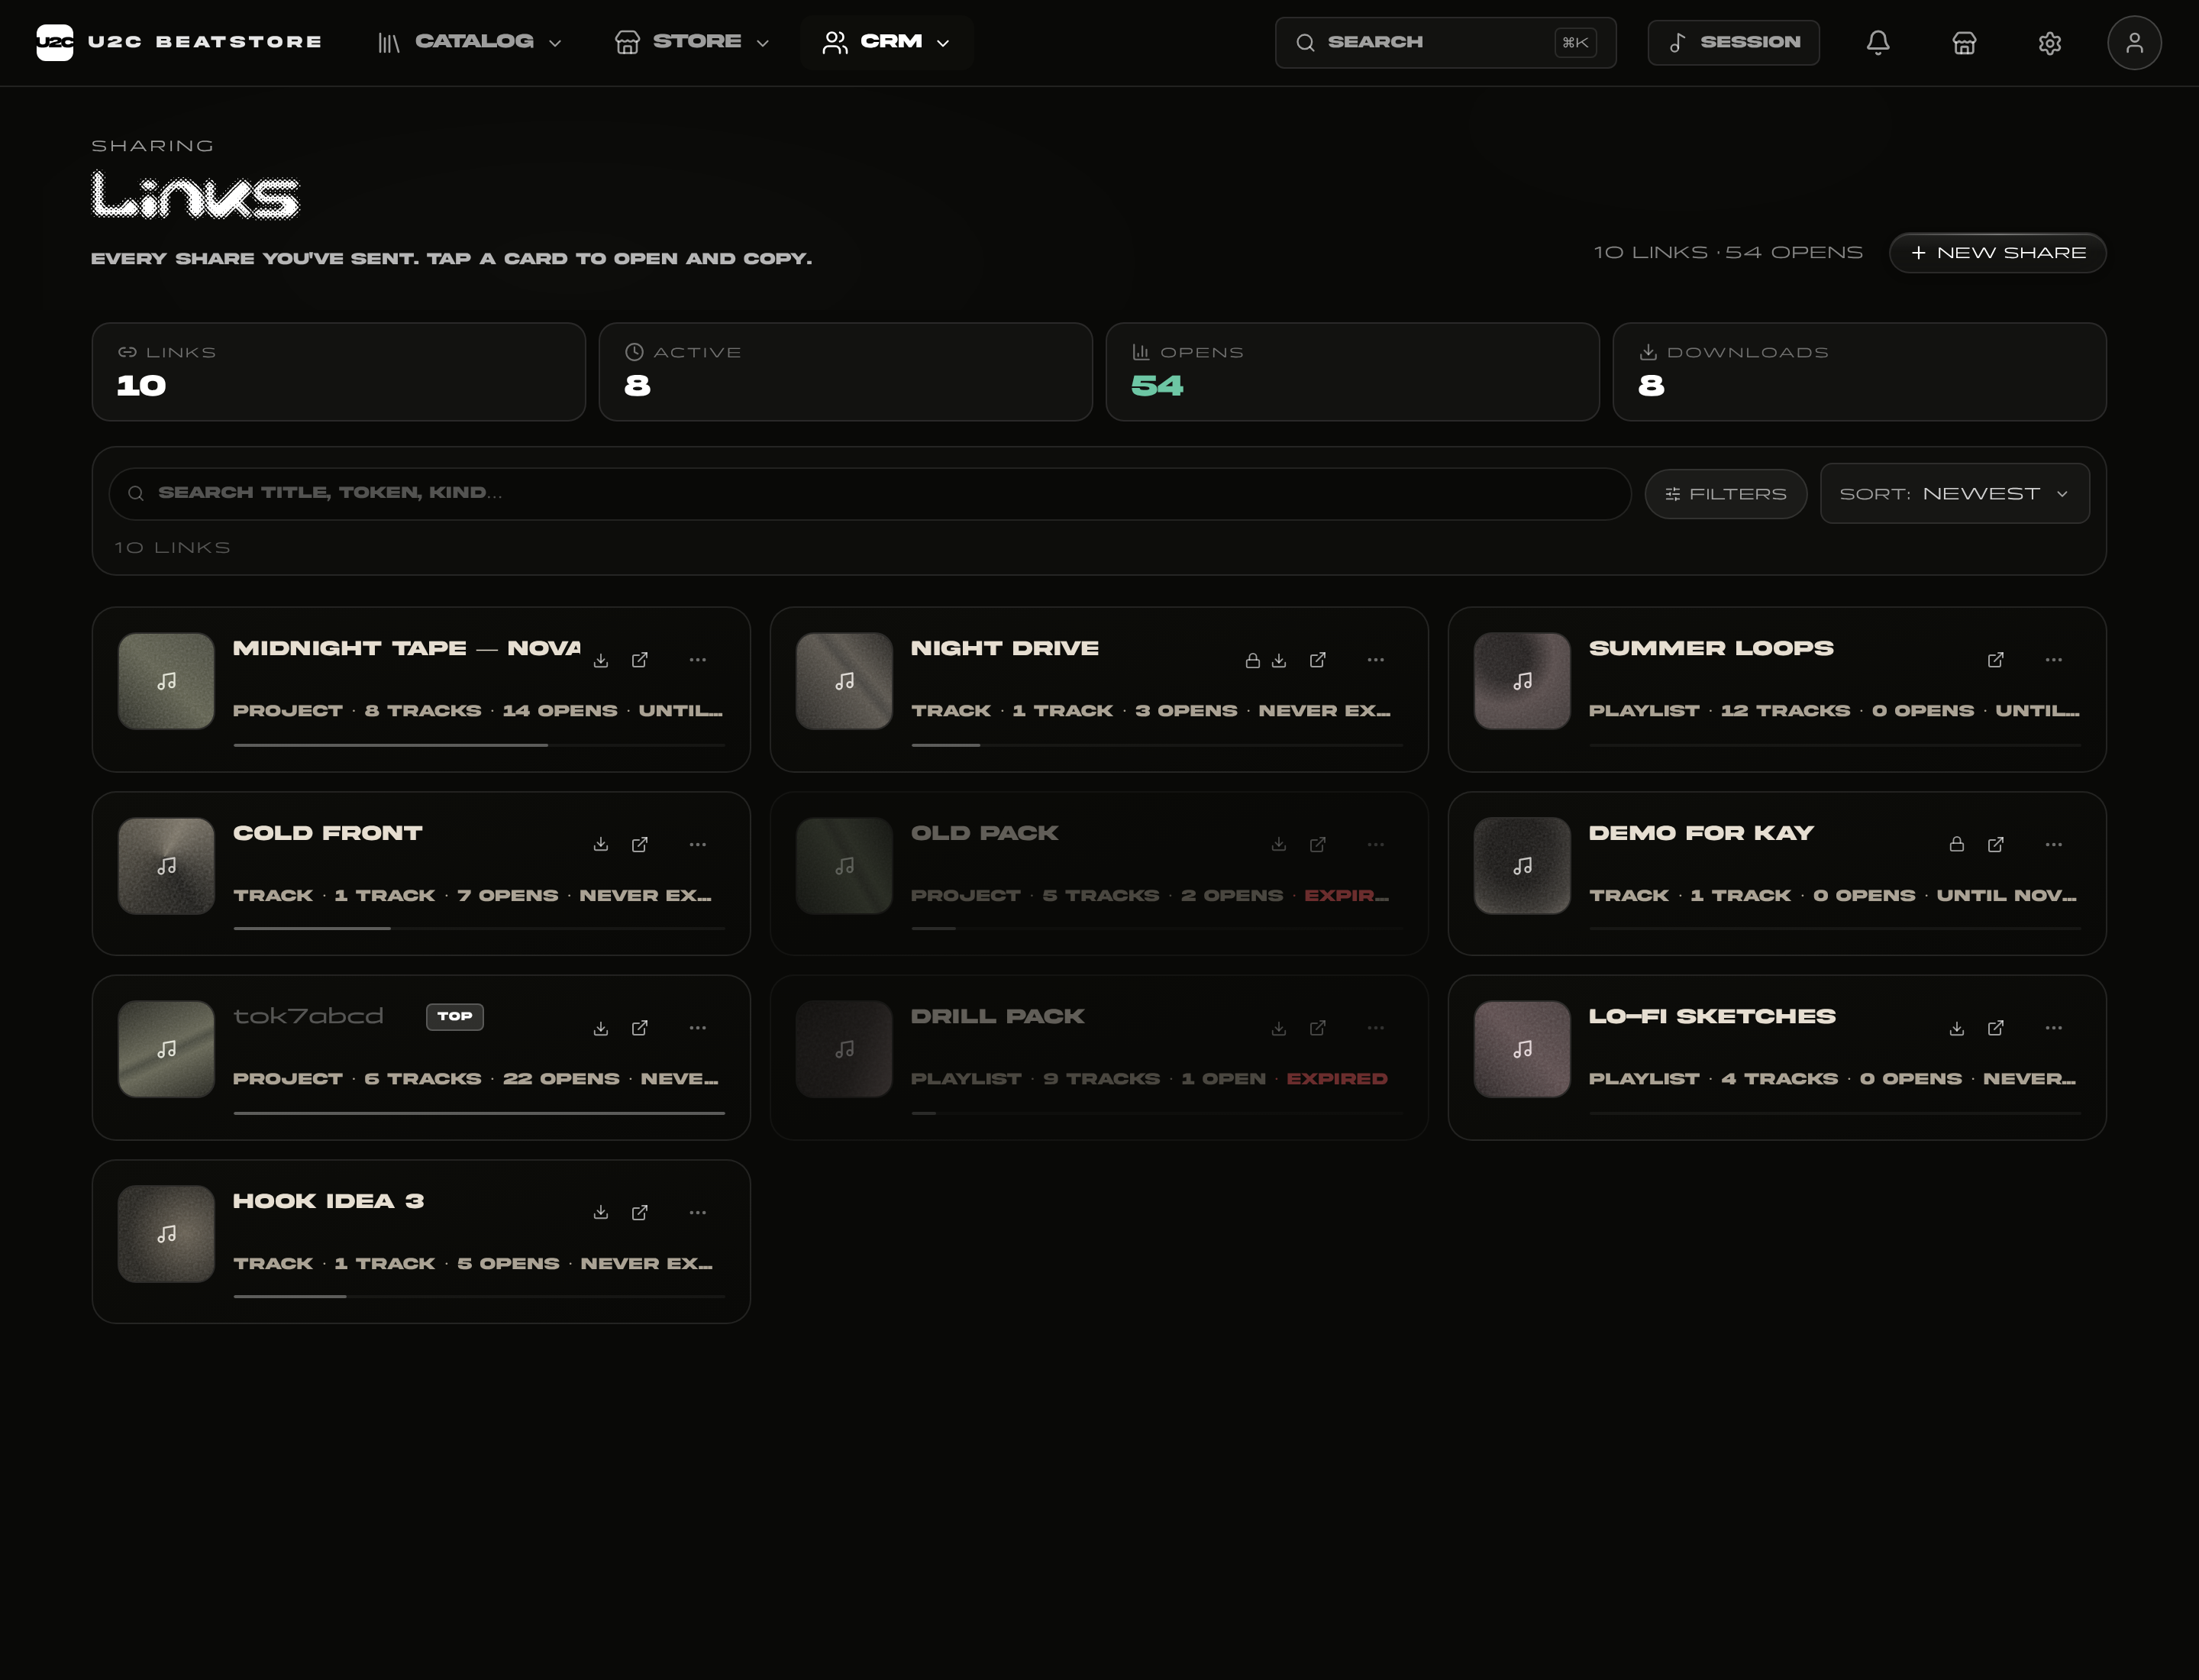 U2C U2C BEATSTORE CATALOG STORE CRM SEARCH ⌘K SESSION
SHARING
Links
EVERY SHARE YOU'VE SENT. TAP A CARD TO OPEN AND COPY.
10 LINKS · 54 OPENS + NEW SHARE
LINKS ACTIVE OPENS DOWNLOADS
10 8 54 8
SEARCH TITLE, TOKEN, KIND... FILTERS SORT: NEWEST
10 LINKS
MIDNIGHT TAPE — NOVA
PROJECT · 8 TRACKS · 14 OPENS · UNTIL...
NIGHT DRIVE
TRACK · 1 TRACK · 3 OPENS · NEVER EX...
SUMMER LOOPS
PLAYLIST · 12 TRACKS · 0 OPENS · UNTIL...
COLD FRONT
TRACK · 1 TRACK · 7 OPENS · NEVER EX...
OLD PACK
PROJECT · 5 TRACKS · 2 OPENS · EXPIR...
DEMO FOR KAY
TRACK · 1 TRACK · 0 OPENS · UNTIL NOV...
tok7abcd TOP
PROJECT · 6 TRACKS · 22 OPENS · NEVE...
DRILL PACK
PLAYLIST · 9 TRACKS · 1 OPEN · EXPIRED
LO-FI SKETCHES
PLAYLIST · 4 TRACKS · 0 OPENS · NEVER...
HOOK IDEA 3
TRACK · 1 TRACK · 5 OPENS · NEVER EX...